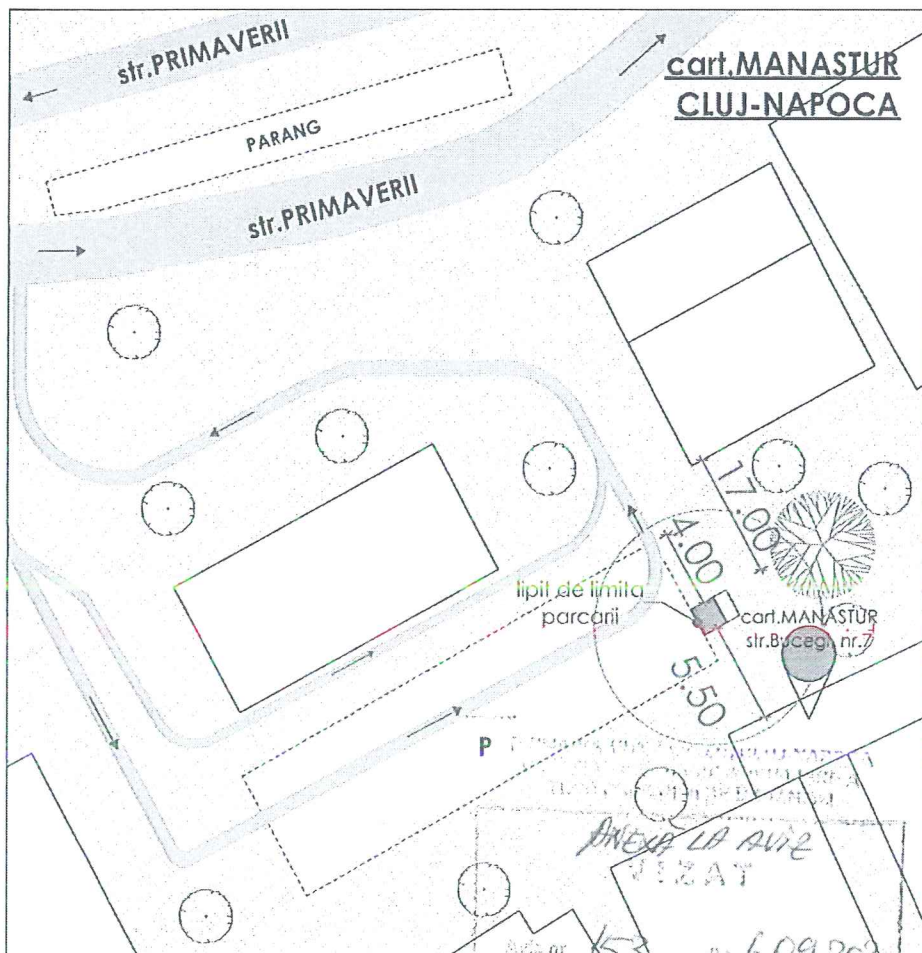 str.PRIMAVERII
cart.MANASTUR
CLUJ-NAPOCA
PARANG
str.PRIMAVERII
17.00
4.00
lipit de limita
parcarii
cart.MANASTUR
str.Bucegi nr.7
5.50
P
ANEXA LA AVIZ
VIZAT
153